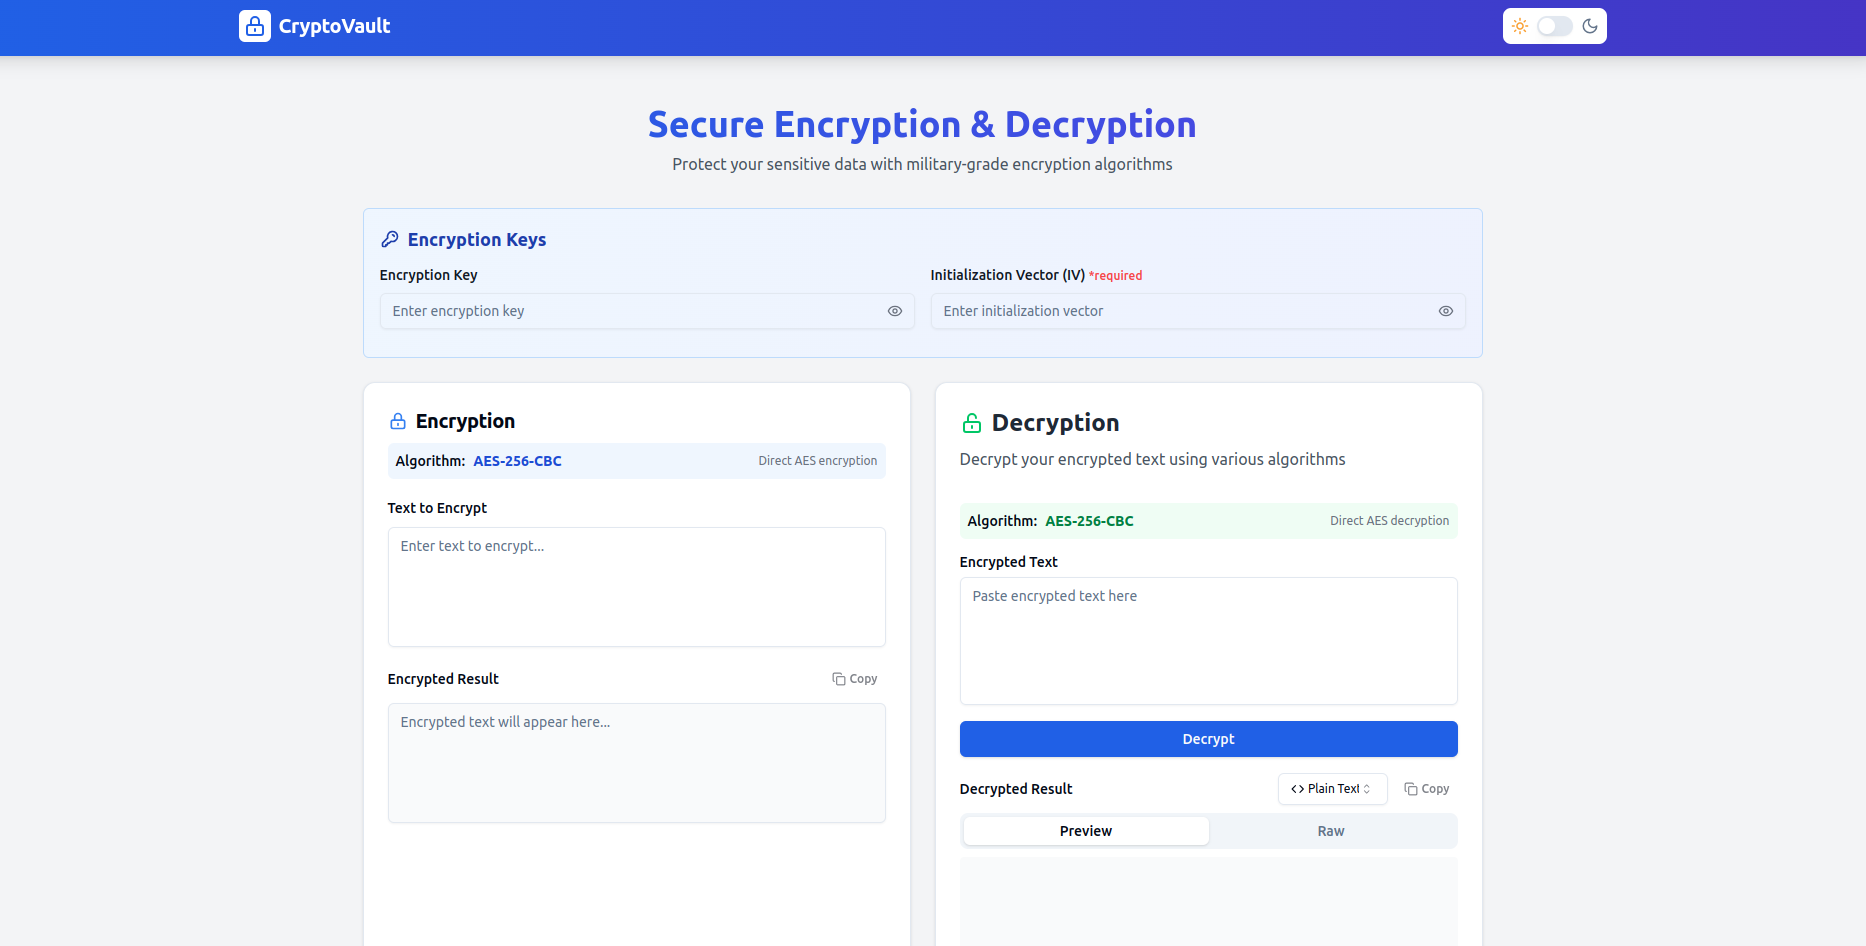 CryptoVault
Secure Encryption & Decryption
Protect your sensitive data with military-grade encryption algorithms
Encryption Keys
Encryption Key
Enter encryption key
Initialization Vector (IV) *required
Enter initialization vector
Encryption
Algorithm: AES-256-CBC Direct AES encryption
Text to Encrypt
Enter text to encrypt...
Encrypted Result Copy
Encrypted text will appear here...
Decryption
Decrypt your encrypted text using various algorithms
Algorithm: AES-256-CBC Direct AES decryption
Encrypted Text
Paste encrypted text here
Decrypt
Decrypted Result <> Plain Text Copy
Preview Raw